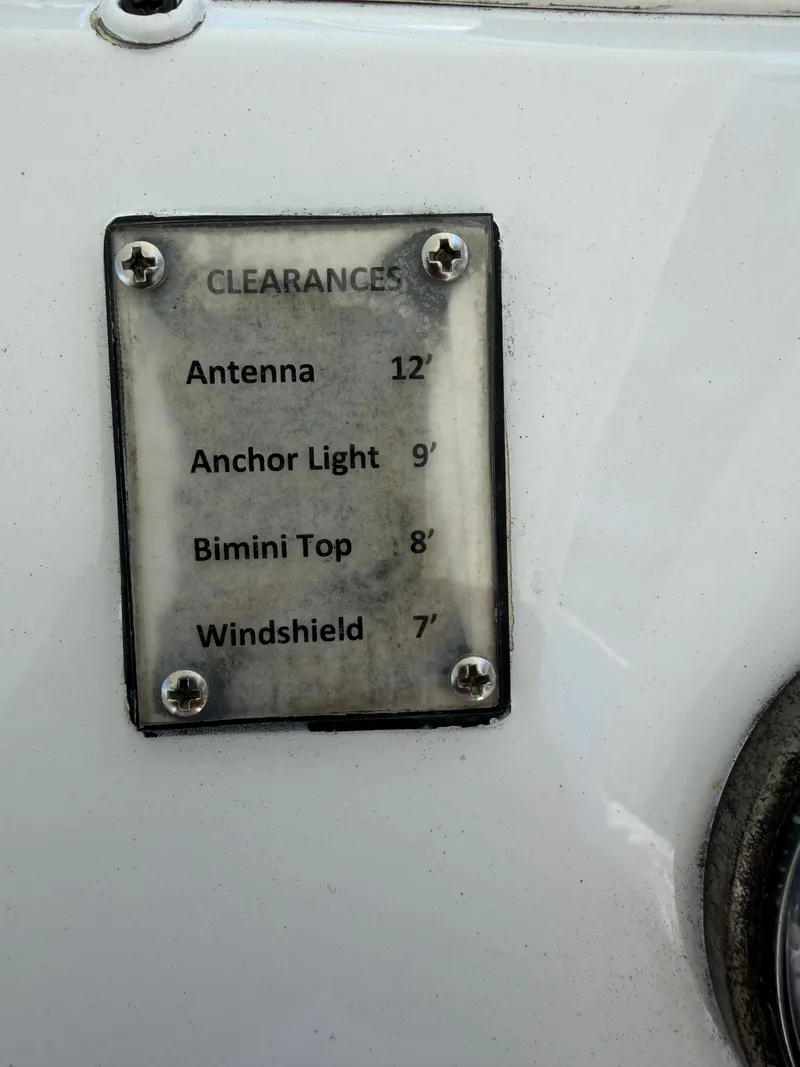 CLEARANCES
Antenna 12’
Anchor Light 9’
Bimini Top 8’
Windshield 7’